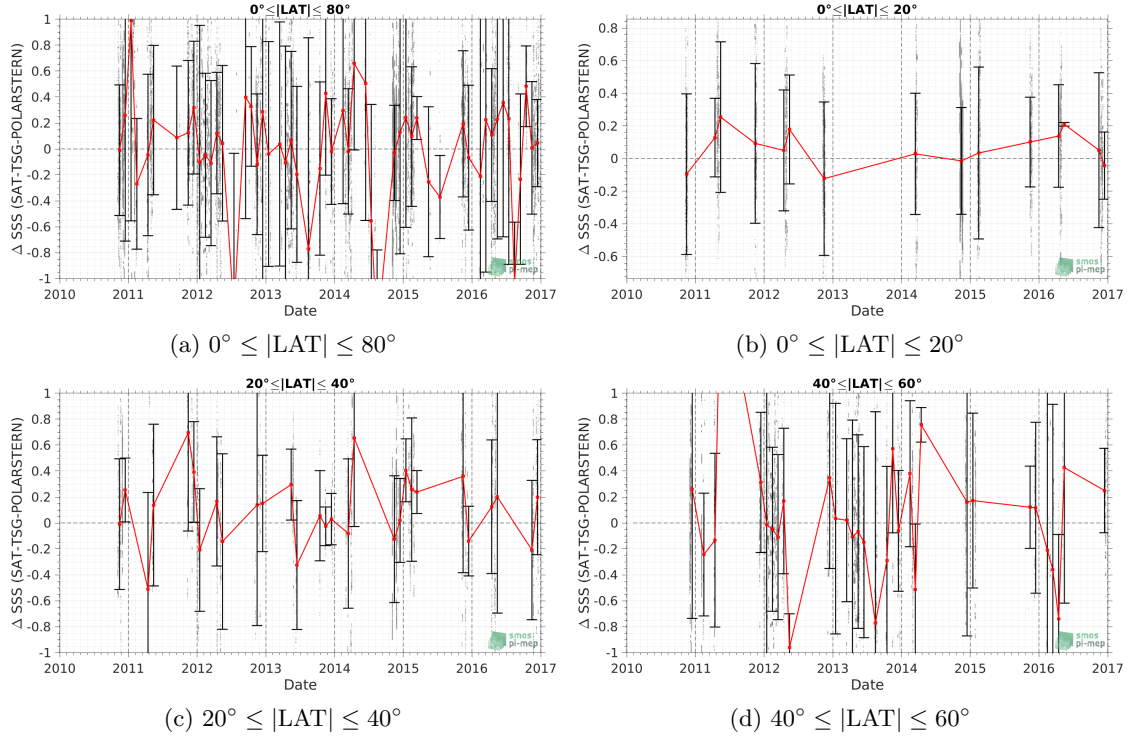 0°≤|LAT|≤ 80°
Δ SSS (SAT-TSG-POLARSTERN)
1
0.8
0.6
0.4
0.2
0
-0.2
-0.4
-0.6
-0.8
-1
2010 2011 2012 2013 2014 2015 2016 2017
Date
smos
pi-mep
(a) 0° ≤ |LAT| ≤ 80°
0°≤|LAT|≤ 20°
Δ SSS (SAT-TSG-POLARSTERN)
0.8
0.6
0.4
0.2
0
-0.2
-0.4
-0.6
2010 2011 2012 2013 2014 2015 2016 2017
Date
smos
pi-mep
(b) 0° ≤ |LAT| ≤ 20°
20°≤|LAT|≤ 40°
Δ SSS (SAT-TSG-POLARSTERN)
1
0.8
0.6
0.4
0.2
0
-0.2
-0.4
-0.6
-0.8
-1
2010 2011 2012 2013 2014 2015 2016 2017
Date
smos
pi-mep
(c) 20° ≤ |LAT| ≤ 40°
40°≤|LAT|≤ 60°
Δ SSS (SAT-TSG-POLARSTERN)
1
0.8
0.6
0.4
0.2
0
-0.2
-0.4
-0.6
-0.8
-1
2010 2011 2012 2013 2014 2015 2016 2017
Date
smos
pi-mep
(d) 40° ≤ |LAT| ≤ 60°